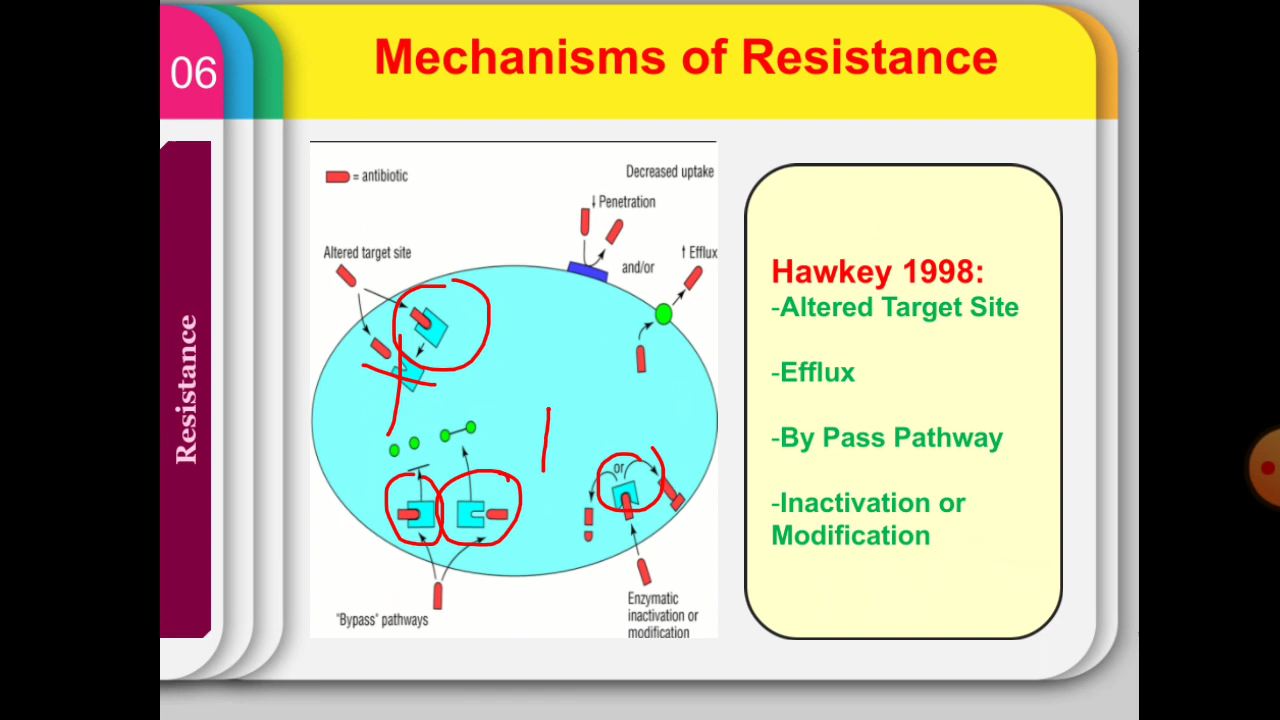 06
Mechanisms of Resistance
Resistance
= antibiotic
Decreased uptake
↓ Penetration
Altered target site
and/or
↑ Efflux
or
"Bypass" pathways
Enzymatic
inactivation or
modification
Hawkey 1998:
-Altered Target Site
-Efflux
-By Pass Pathway
-Inactivation or
Modification